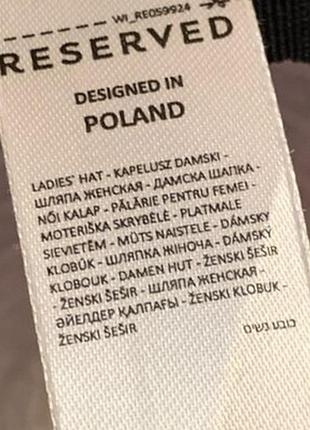 WI_RE059924
RESERVED
DESIGNED IN
POLAND
LADIES' HAT - KAPELUSZ DAMSKI -
ШЛЯПА ЖЕНСКАЯ - ДАМСКА ШАПКА -
NŐI KALAP - PĂLĂRIE PENTRU FEMEI -
MOTERIŠKA SKRYBĖLĖ - PLATMALE
SIEVIETĒM - MÜTS NAISTELE - DÁMSKY
KLOBÚK - ШЛЯПКА ЖІНОЧА - DÁMSKÝ
KLOBOUK - DAMEN HUT - ŽENSKI ŠEŠIR
- ŽENSKI ŠEŠIR - ШЛЯПА ЖЕНСКАЯ -
ӘЙЕЛДЕР ҚАЛПАҒЫ - ŽENSKI KLOBUK -
ŽENSKI ŠEŠIR
כובע נשים